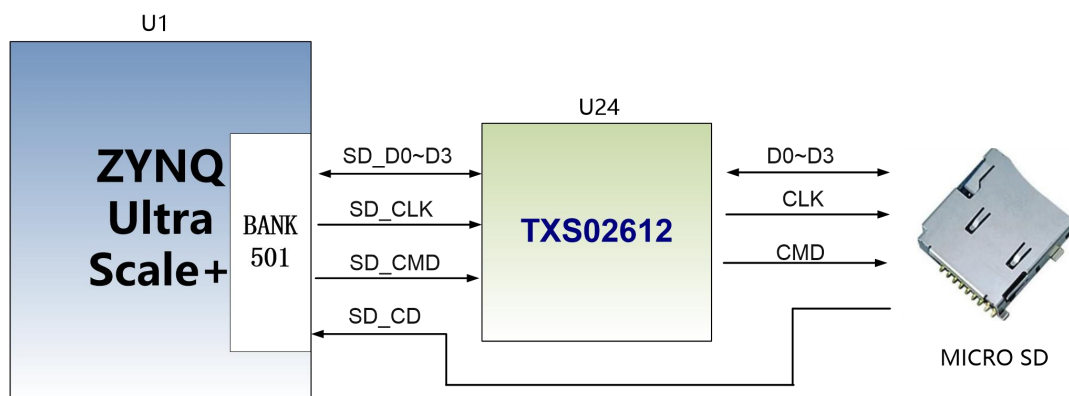 U1
ZYNQ
Ultra
Scale+
BANK
501
SD_D0~D3
SD_CLK
SD_CMD
SD_CD
U24
TXS02612
D0~D3
CLK
CMD
MICRO SD